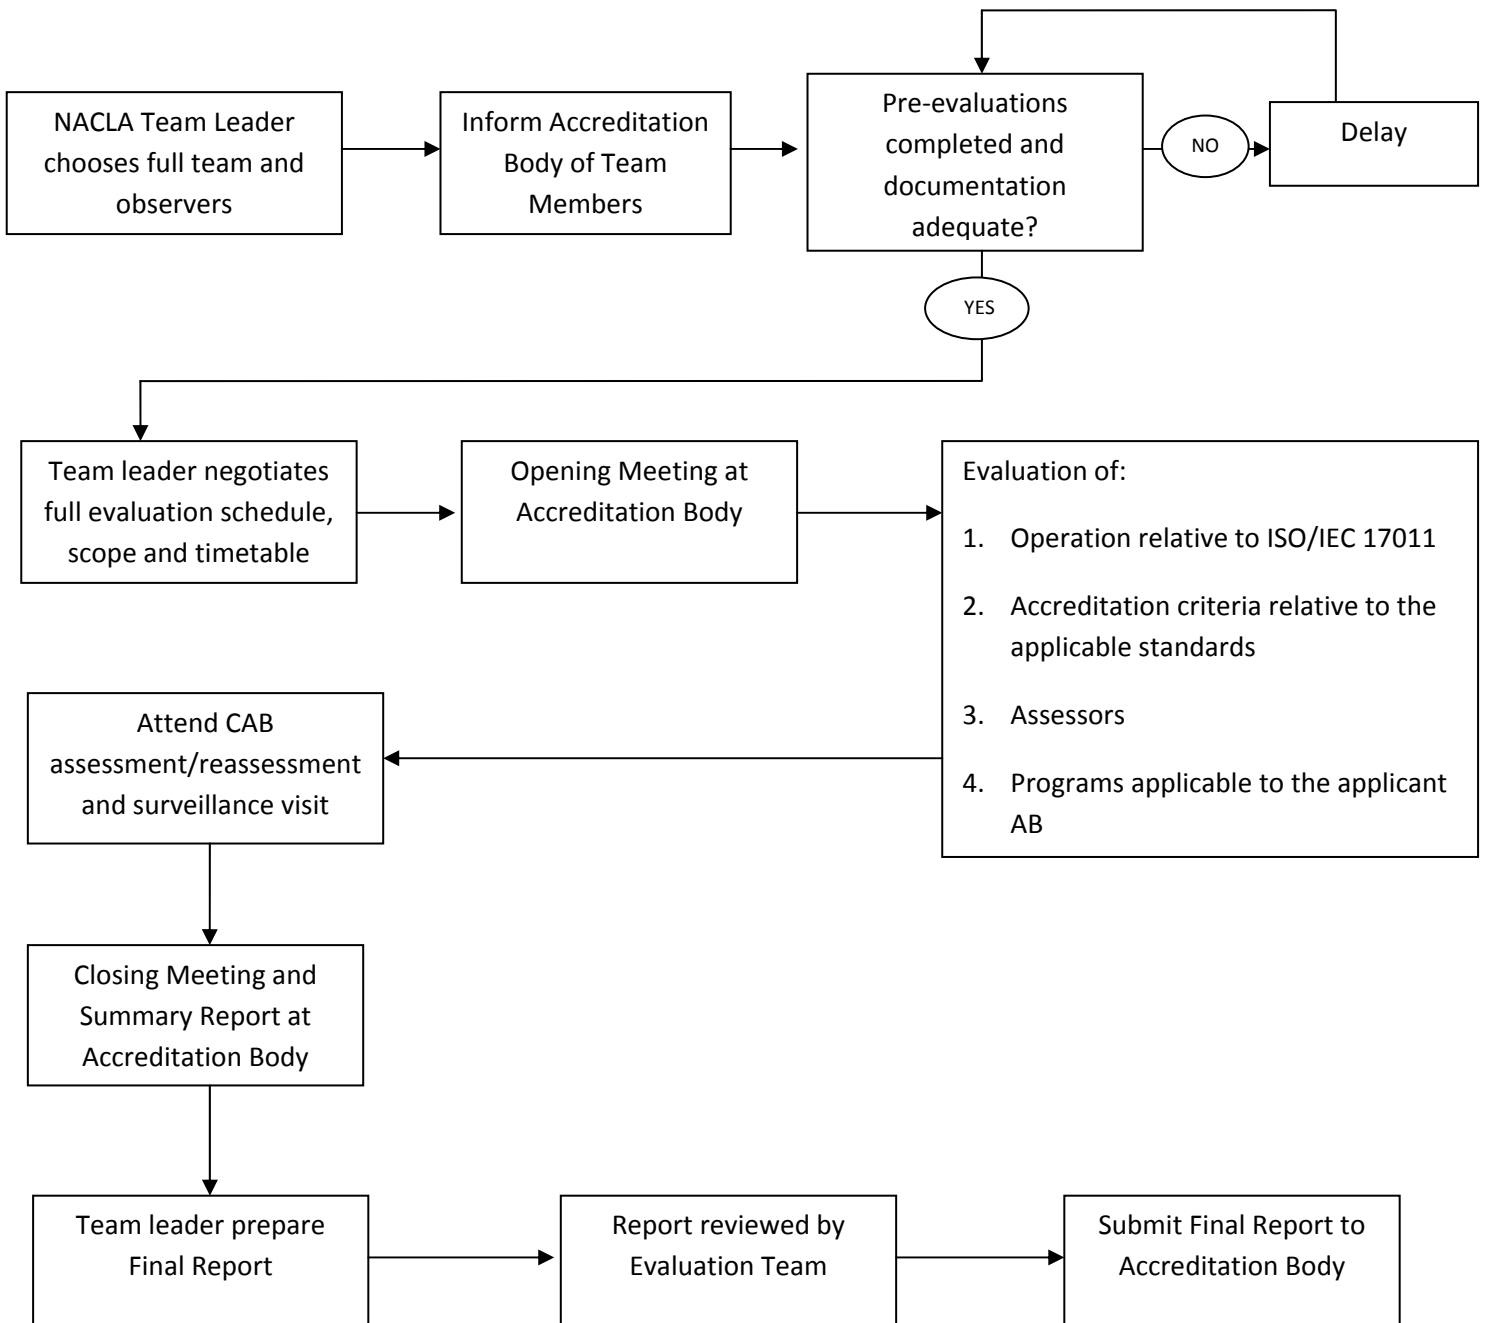 NACLA Team Leader
chooses full team and
observers
Inform Accreditation
Body of Team
Members
Pre-evaluations
completed and
documentation
adequate?
NO
Delay
YES
Team leader negotiates
full evaluation schedule,
scope and timetable
Opening Meeting at
Accreditation Body
Evaluation of:
1. Operation relative to ISO/IEC 17011
2. Accreditation criteria relative to the
applicable standards
3. Assessors
4. Programs applicable to the applicant
AB
Attend CAB
assessment/reassessment
and surveillance visit
Closing Meeting and
Summary Report at
Accreditation Body
Team leader prepare
Final Report
Report reviewed by
Evaluation Team
Submit Final Report to
Accreditation Body